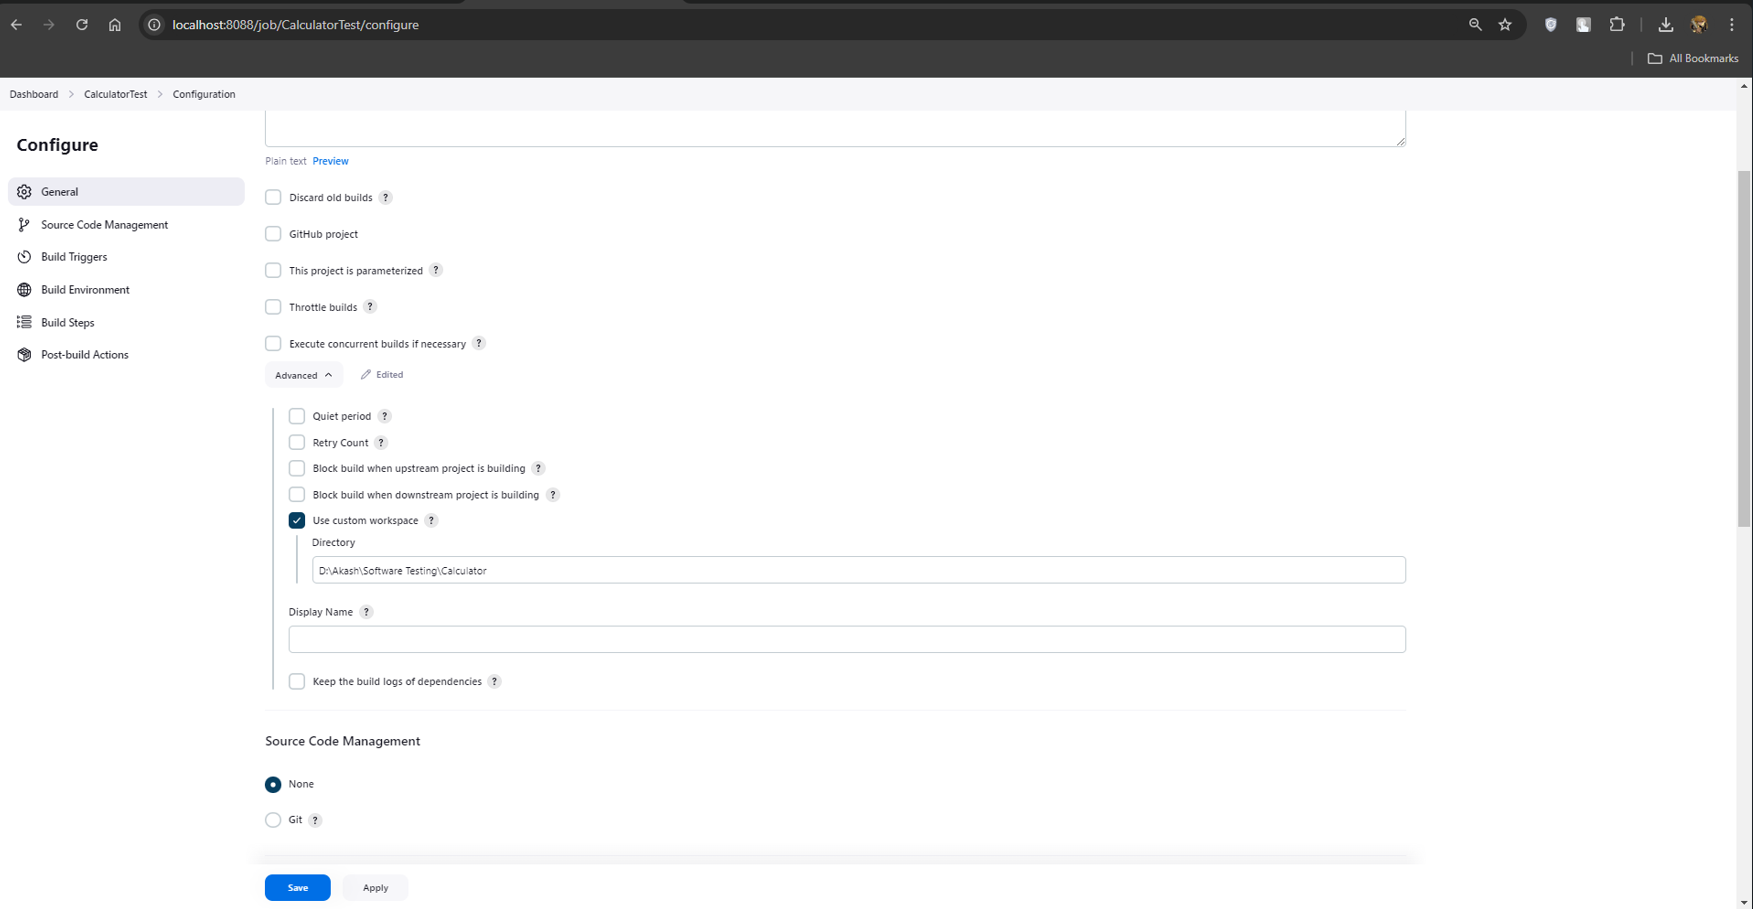 localhost:8088/job/CalculatorTest/configure
All Bookmarks
Dashboard > CalculatorTest > Configuration
Configure
General
Source Code Management
Build Triggers
Build Environment
Build Steps
Post-build Actions
Plain text Preview
Discard old builds ?
GitHub project
This project is parameterized ?
Throttle builds ?
Execute concurrent builds if necessary ?
Advanced Edited
Quiet period ?
Retry Count ?
Block build when upstream project is building ?
Block build when downstream project is building ?
Use custom workspace ?
Directory
D:\Akash\Software Testing\Calculator
Display Name ?
Keep the build logs of dependencies ?
Source Code Management
None
Git ?
Save Apply